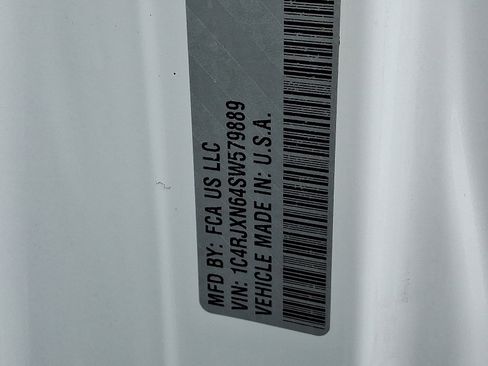 MFD BY: FCA US LLC
VIN: 1C4RJXN64SW579889
VEHICLE MADE IN: U.S.A.